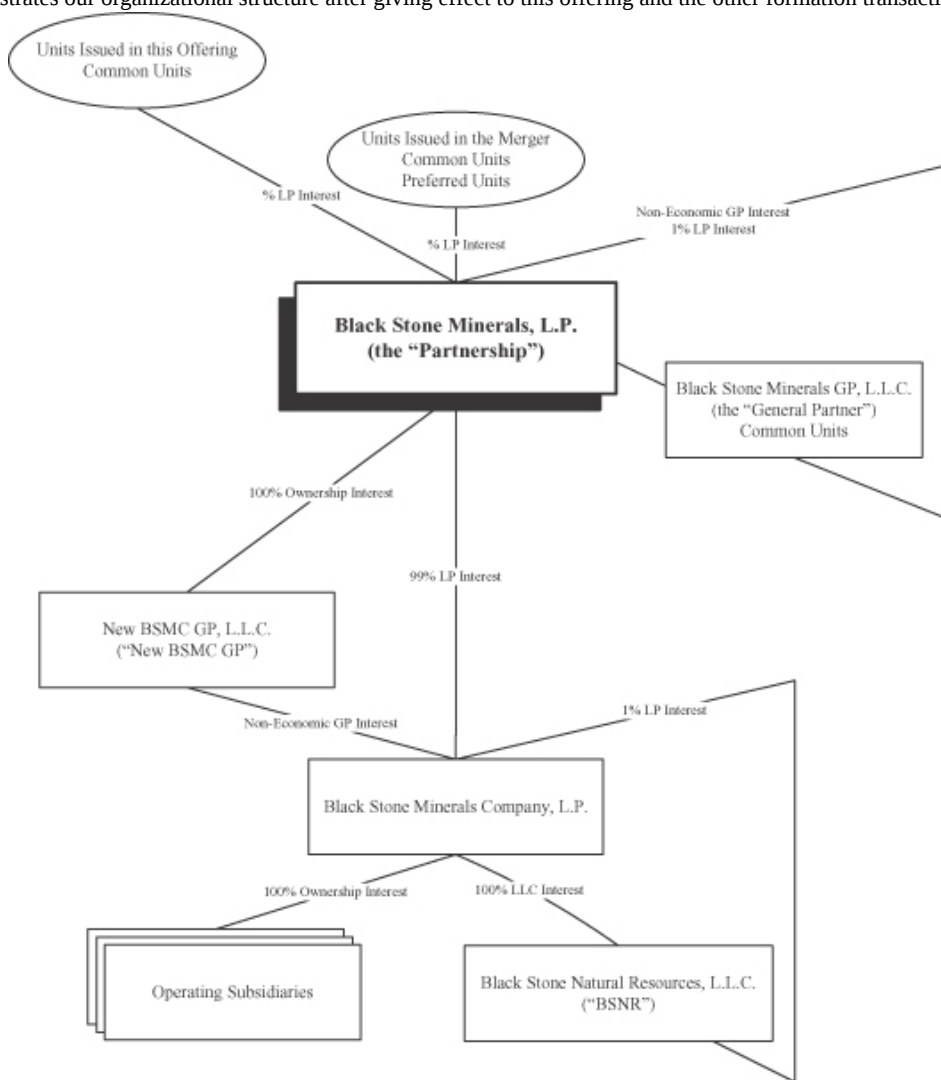 strates our organizational structure after giving effect to this offering and the other formation transacti
Units Issued in this Offering
Common Units
Units Issued in the Merger
Common Units
Preferred Units
% LP Interest
Non-Economic GP Interest
1% LP Interest
% LP Interest
Black Stone Minerals, L.P.
(the “Partnership”)
Black Stone Minerals GP, L.L.C.
(the “General Partner”)
Common Units
100% Ownership Interest
99% LP Interest
New BSMC GP, L.L.C.
(“New BSMC GP”)
Non-Economic GP Interest
1% LP Interest
Black Stone Minerals Company, L.P.
100% Ownership Interest
100% LLC Interest
Operating Subsidiaries
Black Stone Natural Resources, L.L.C.
(“BSNR”)